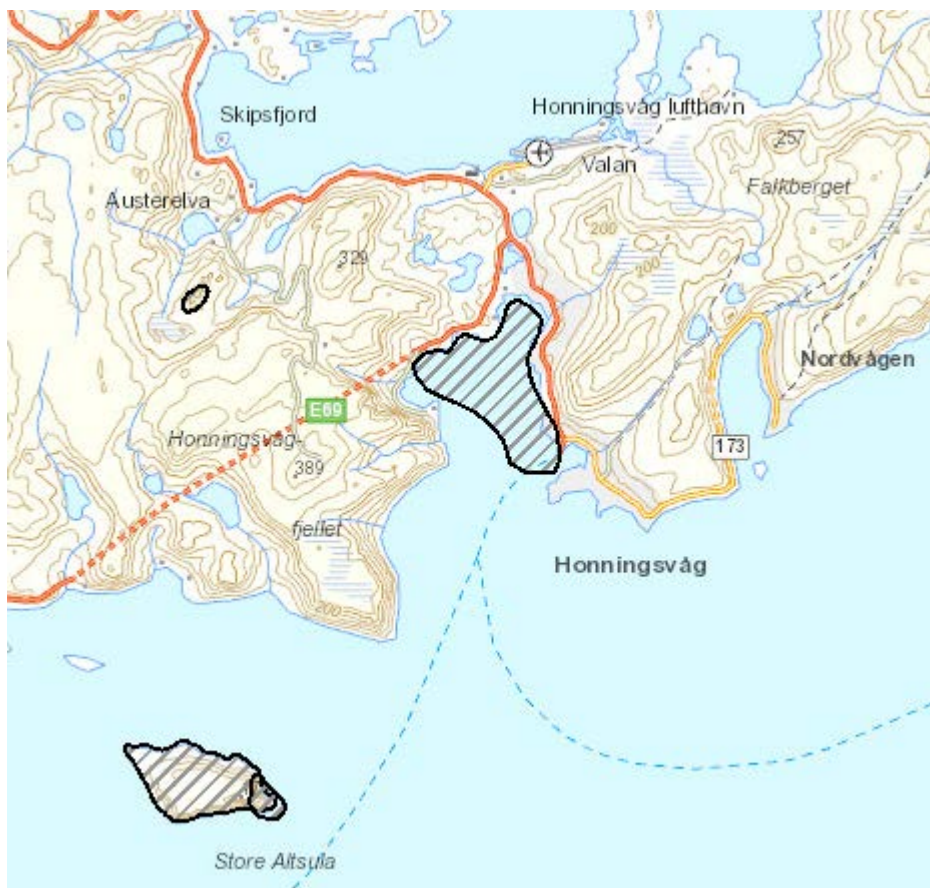 Skipsfjord
Honningsvåg lufthavn
257
Valan
Falkberget
Austerelva
200
329
200
Nordvågen
E69
Honningsvåg-
173
389
fjellet
Honningsvåg
200
Store Altsula